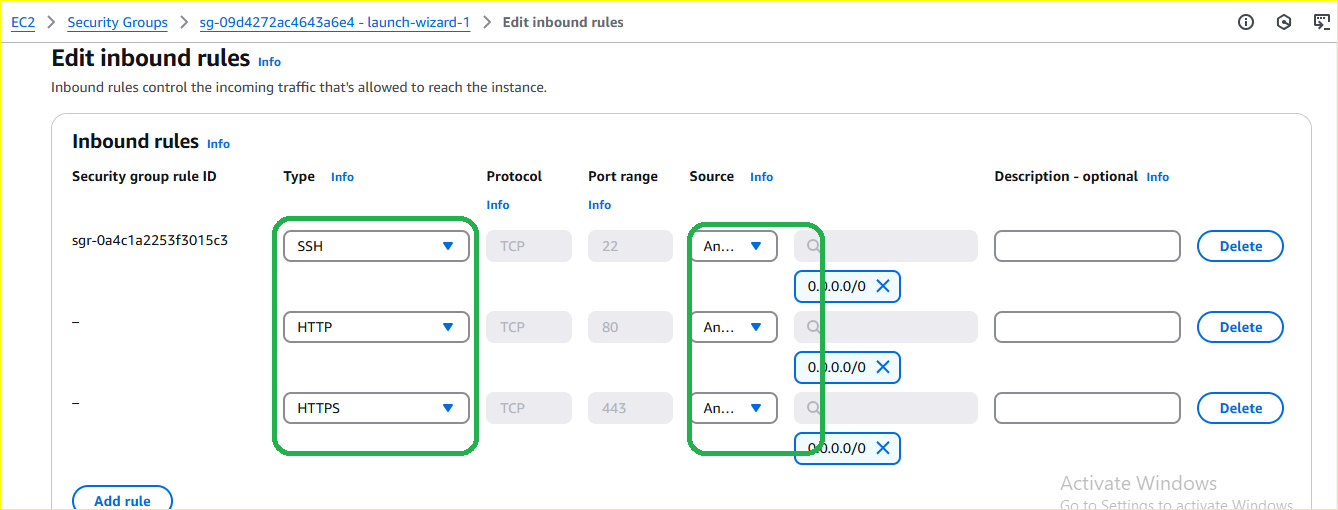 EC2 > Security Groups > sg-09d4272ac4643a6e4 - launch-wizard-1 > Edit inbound rules
Edit inbound rules Info
Inbound rules control the incoming traffic that's allowed to reach the instance.
Inbound rules Info
Security group rule ID Type Info Protocol Port range Source Info Description - optional Info
Info Info
sgr-0a4c1a2253f3015c3 SSH TCP 22 An... Delete
0.0.0.0/0
– HTTP TCP 80 An... Delete
0.0.0.0/0
– HTTPS TCP 443 An... Delete
0.0.0.0/0
Add rule
Activate Windows
Go to Settings to activate Windows.